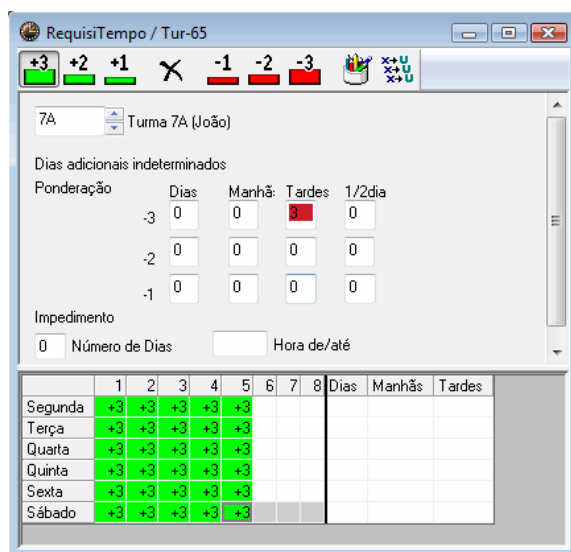 RequisiTempo / Tur-65
+3 +2 +1 -1 -2 -3
7A Turma 7A (João)
Dias adicionais indeterminados
Ponderação Dias Manhã: Tardes 1/2dia
-3 0 0 3 0
-2 0 0 0 0
-1 0 0 0 0
Impedimento
0 Número de Dias Hora de/até
1 2 3 4 5 6 7 8 Dias Manhãs Tardes
Segunda +3 +3 +3 +3 +3
Terça +3 +3 +3 +3 +3
Quarta +3 +3 +3 +3 +3
Quinta +3 +3 +3 +3 +3
Sexta +3 +3 +3 +3 +3
Sábado +3 +3 +3 +3 +3